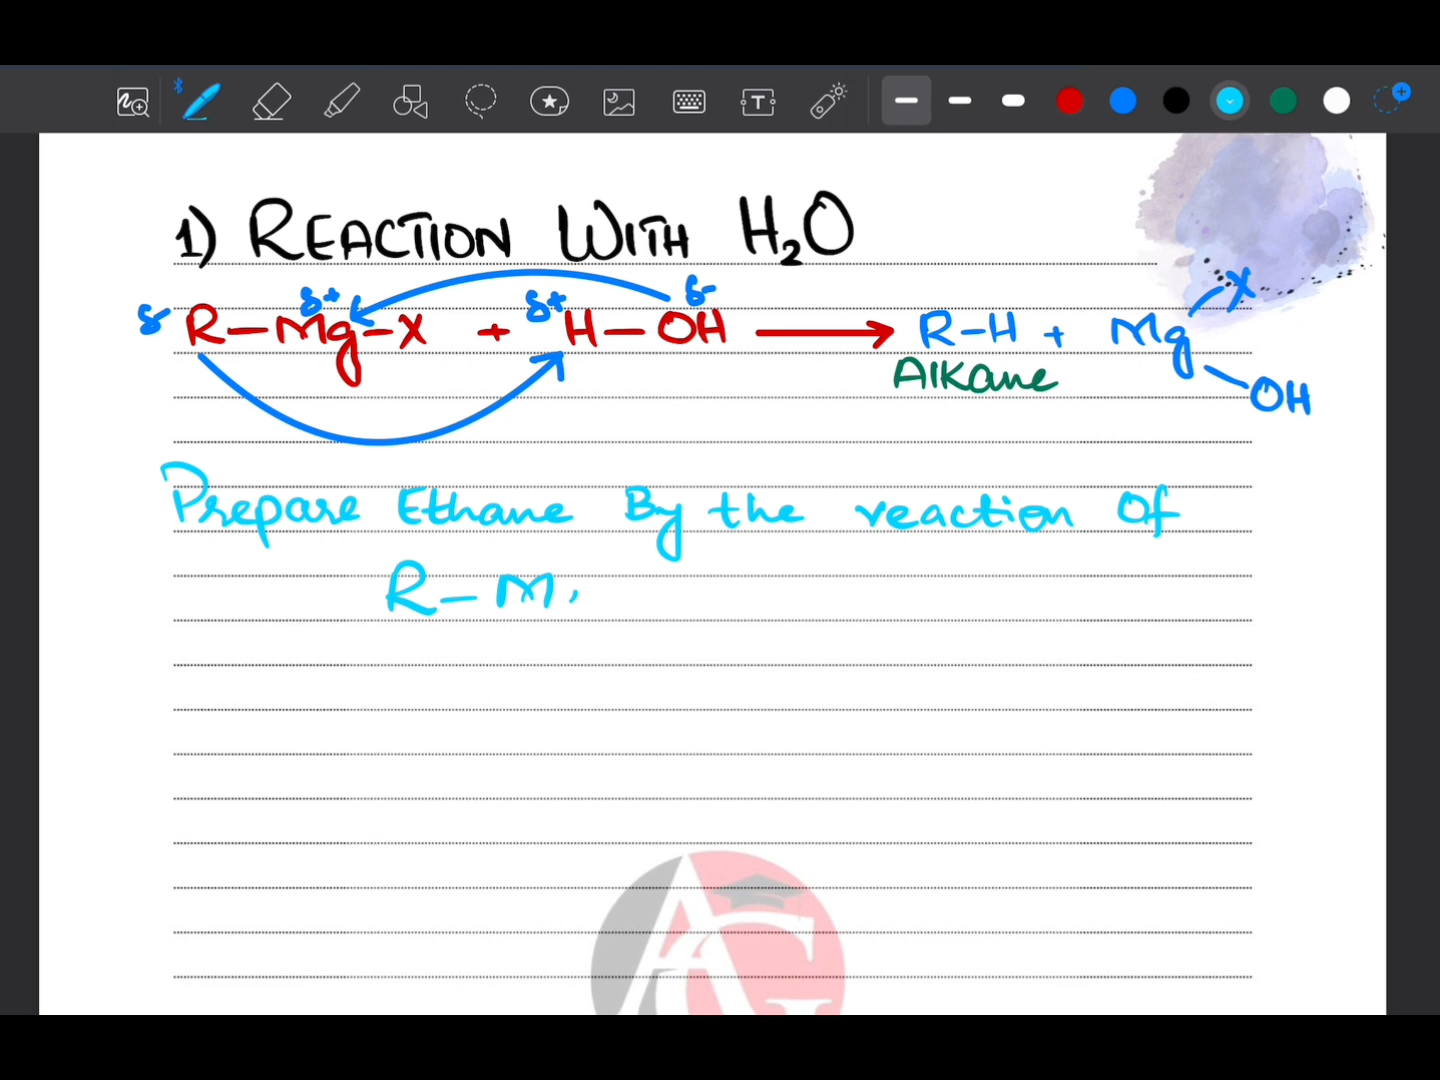 1) REACTION WITH H₂O
δ- R-Mg-X δ+ + δ+ H-OH δ- ⟶ R-H + Mg X OH
Alkane
Prepare Ethane By the reaction Of
R-M,